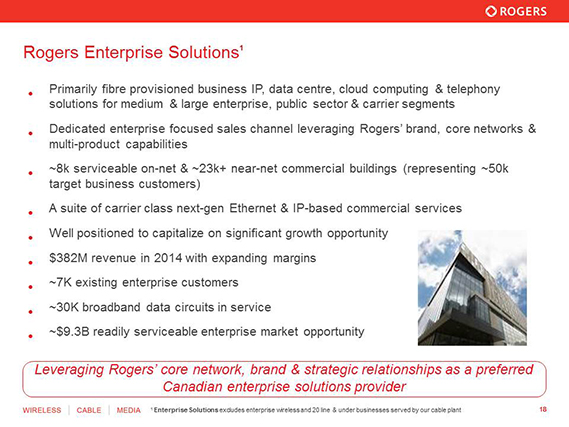 ROGERS
Rogers Enterprise Solutions¹
• Primarily fibre provisioned business IP, data centre, cloud computing & telephony
solutions for medium & large enterprise, public sector & carrier segments
• Dedicated enterprise focused sales channel leveraging Rogers' brand, core networks &
multi-product capabilities
• ~8k serviceable on-net & ~23k+ near-net commercial buildings (representing ~50k
target business customers)
• A suite of carrier class next-gen Ethernet & IP-based commercial services
• Well positioned to capitalize on significant growth opportunity
• $382M revenue in 2014 with expanding margins
• ~7K existing enterprise customers
• ~30K broadband data circuits in service
• ~$9.3B readily serviceable enterprise market opportunity
Leveraging Rogers' core network, brand & strategic relationships as a preferred
Canadian enterprise solutions provider
WIRELESS | CABLE | MEDIA ¹ Enterprise Solutions excludes enterprise wireless and 20 line & under businesses served by our cable plant 18